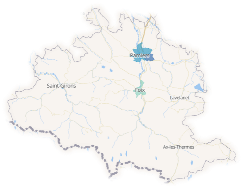 Pamiers
Saint-Girons
Foix
Lavelanet
Ax-les-Thermes